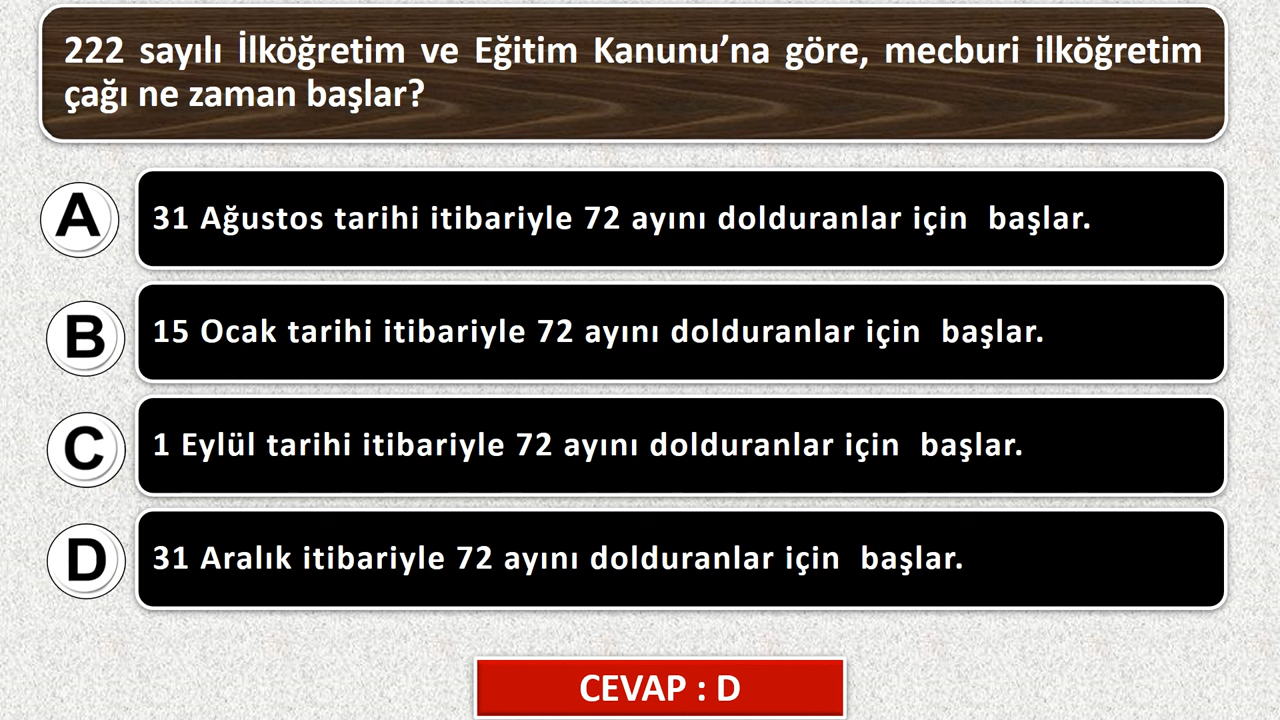 222 sayılı İlköğretim ve Eğitim Kanunu’na göre, mecburi ilköğretim
çağı ne zaman başlar?
A
31 Ağustos tarihi itibariyle 72 ayını dolduranlar için başlar.
B
15 Ocak tarihi itibariyle 72 ayını dolduranlar için başlar.
C
1 Eylül tarihi itibariyle 72 ayını dolduranlar için başlar.
D
31 Aralık itibariyle 72 ayını dolduranlar için başlar.
CEVAP : D